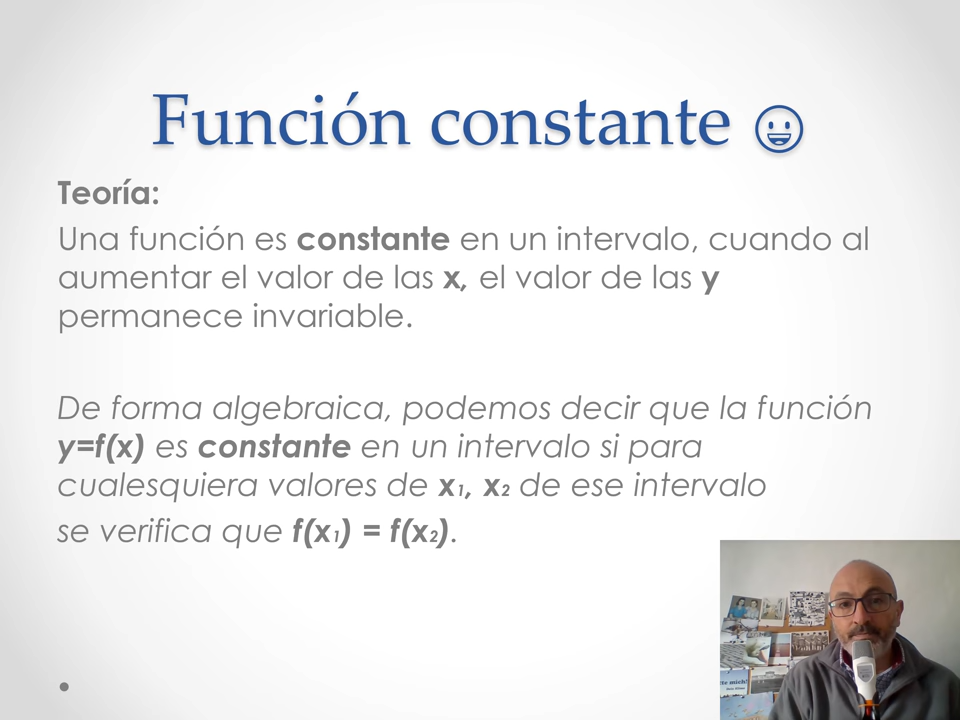 Función constante 😃
Teoría:
Una función es constante en un intervalo, cuando al
aumentar el valor de las x, el valor de las y
permanece invariable.
De forma algebraica, podemos decir que la función
y=f(x) es constante en un intervalo si para
cualesquiera valores de x₁, x₂ de ese intervalo
se verifica que f(x₁) = f(x₂).